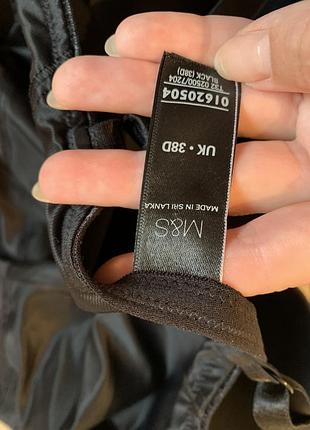 M&S
MADE IN SRI LANKA
UK • 38D
01620504
T32 02500/7204
BLACK (38D)